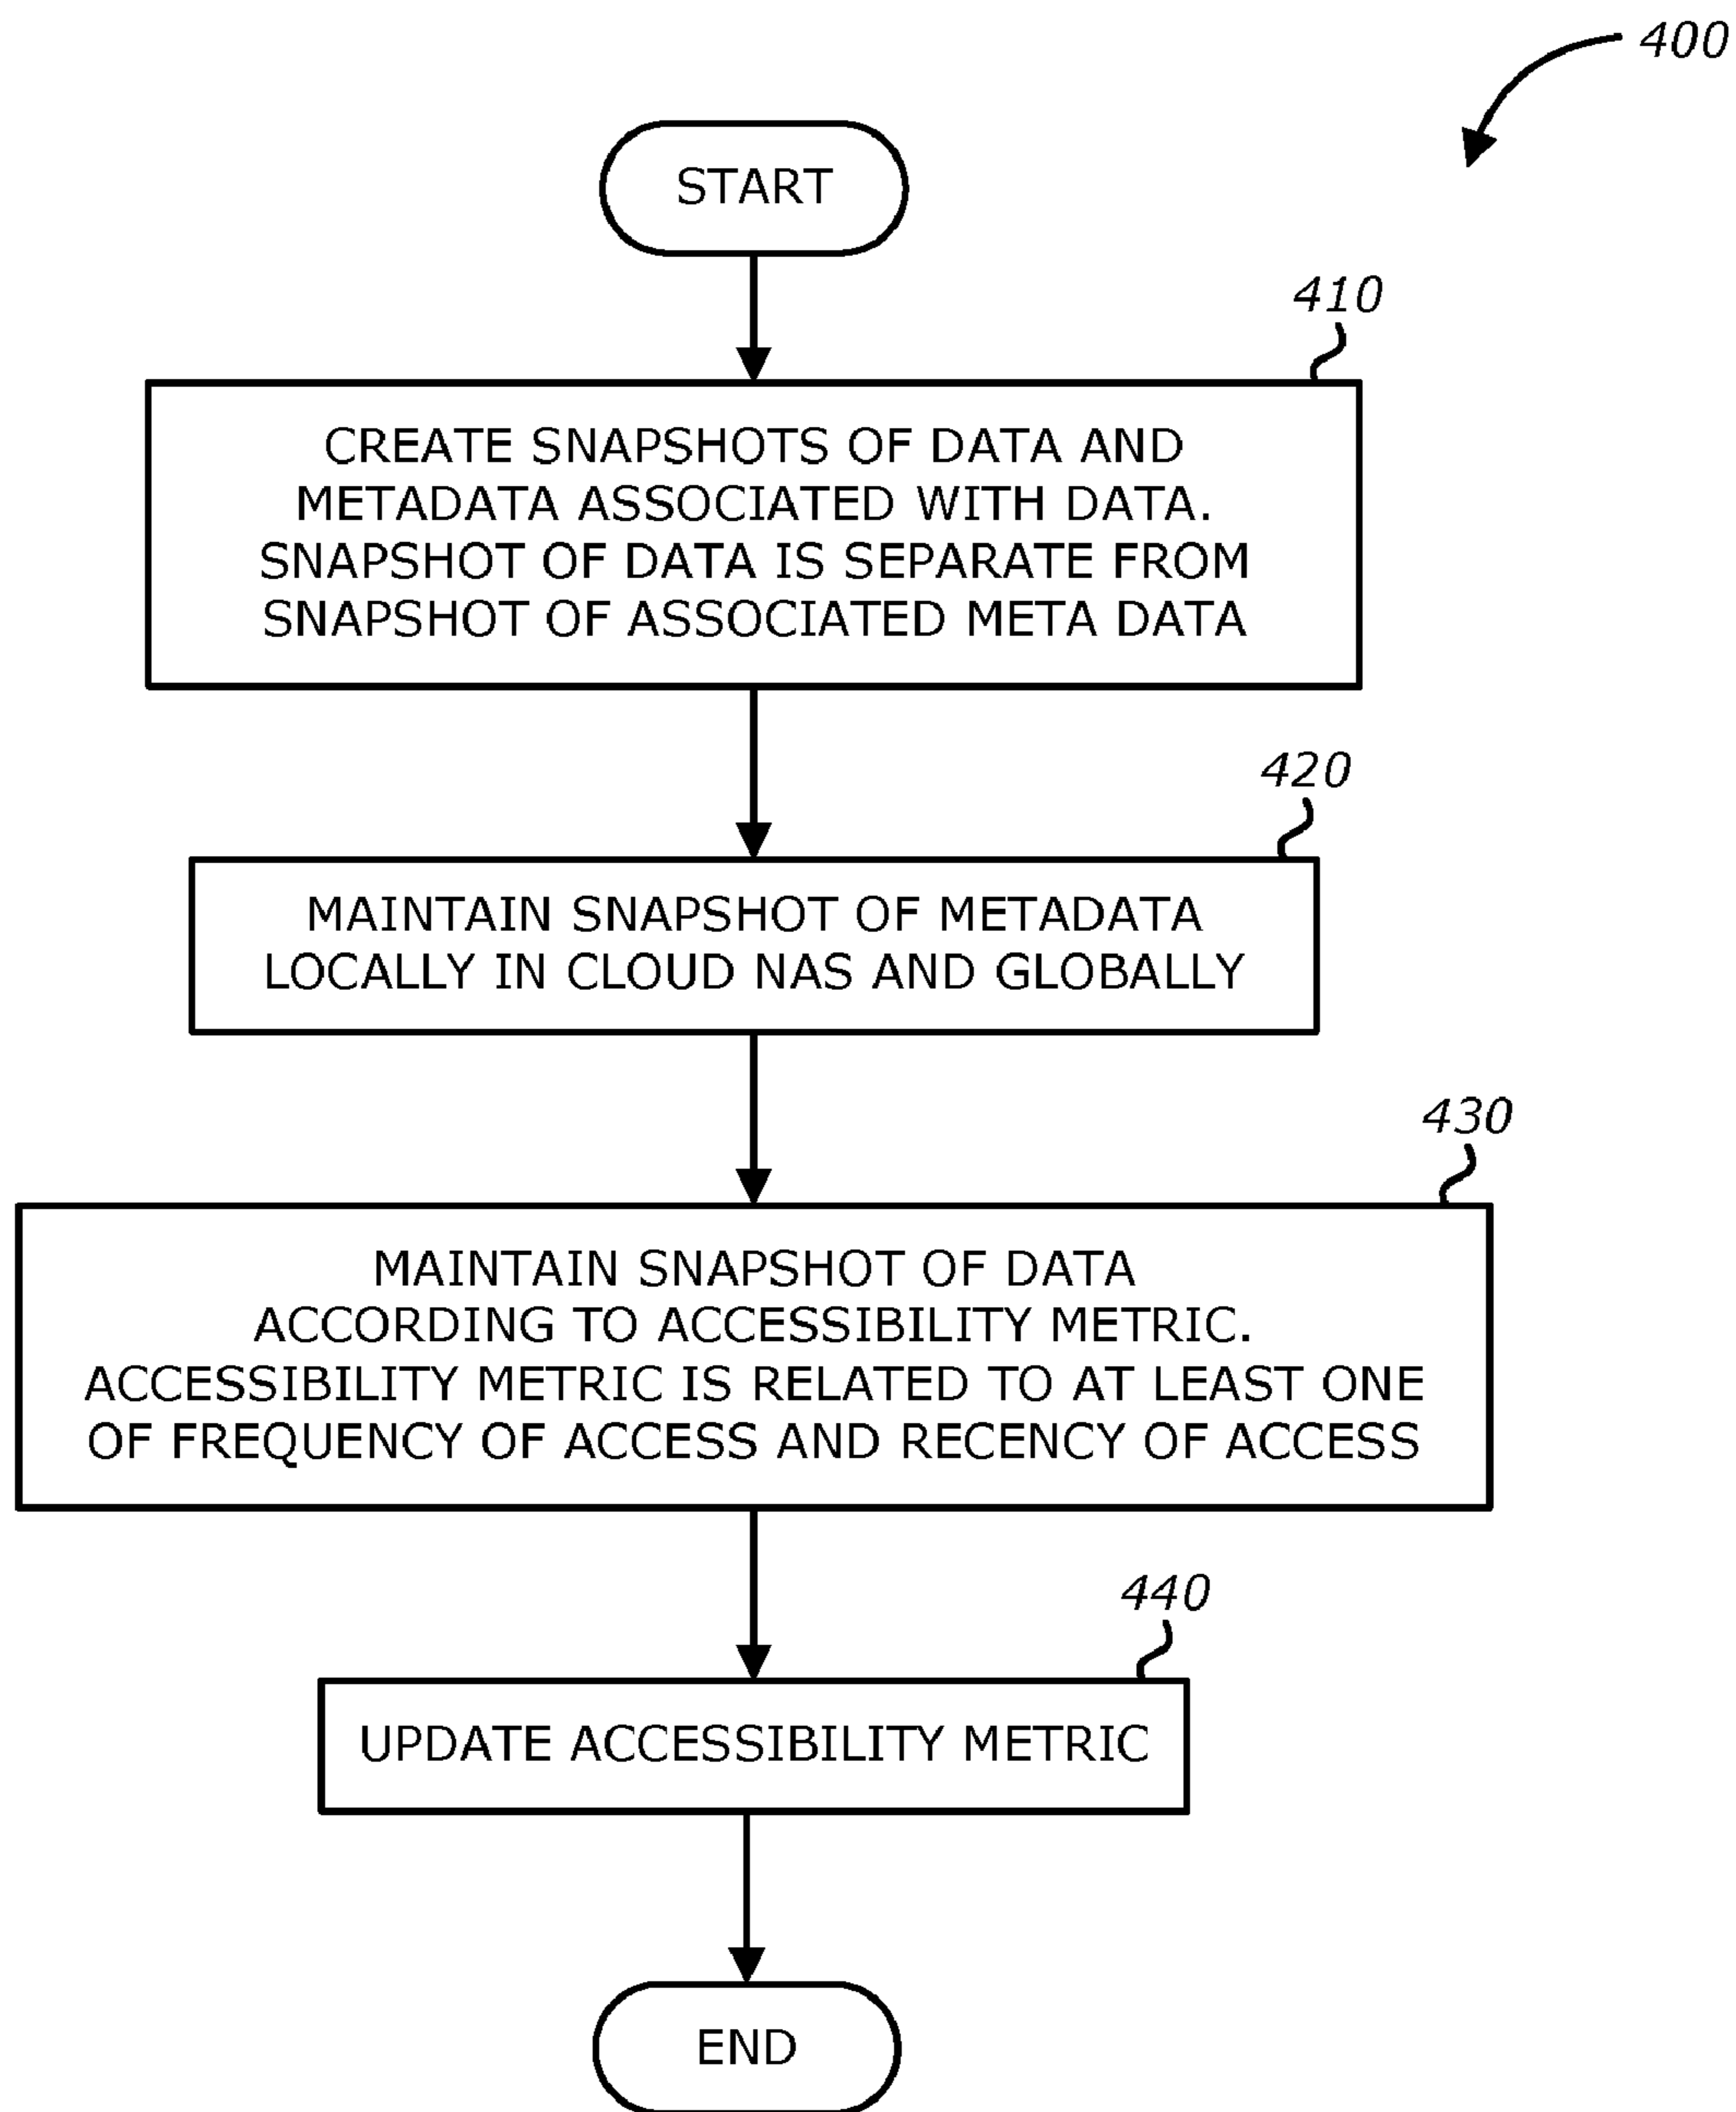 400
START
410
CREATE SNAPSHOTS OF DATA AND
METADATA ASSOCIATED WITH DATA.
SNAPSHOT OF DATA IS SEPARATE FROM
SNAPSHOT OF ASSOCIATED META DATA
420
MAINTAIN SNAPSHOT OF METADATA
LOCALLY IN CLOUD NAS AND GLOBALLY
430
MAINTAIN SNAPSHOT OF DATA
ACCORDING TO ACCESSIBILITY METRIC.
ACCESSIBILITY METRIC IS RELATED TO AT LEAST ONE
OF FREQUENCY OF ACCESS AND RECENCY OF ACCESS
440
UPDATE ACCESSIBILITY METRIC
END